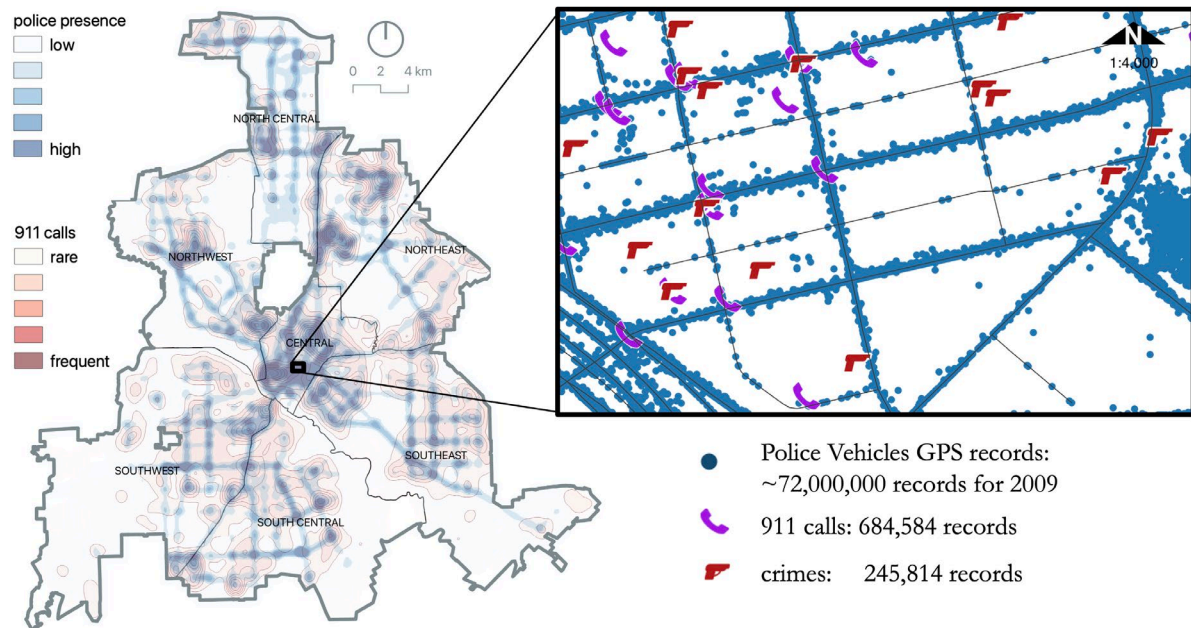 police presence
low
high
911 calls
rare
frequent
0 2 4 km
NORTH CENTRAL
NORTHWEST
NORTHEAST
CENTRAL
SOUTHWEST
SOUTHEAST
SOUTH CENTRAL
N
1:4,000
Police Vehicles GPS records:
~72,000,000 records for 2009
911 calls: 684,584 records
crimes: 245,814 records